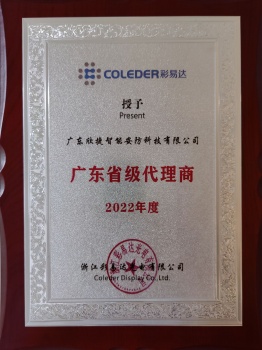 COLEDER彩易达
授予
Present
广东欣捷智能安防科技有限公司
广东省级代理商
2022年度
浙江彩易达光电有限公司
Coleder Display Co., Ltd.